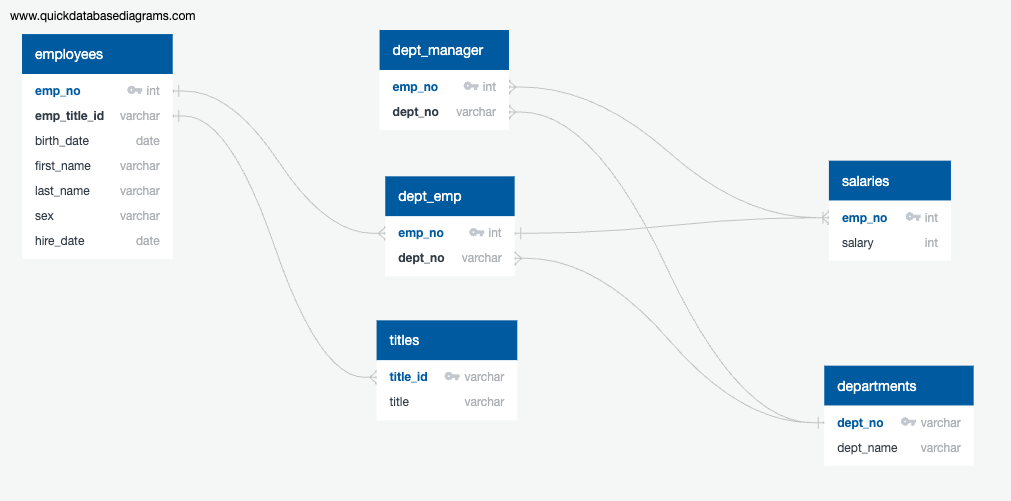 www.quickdatabasediagrams.com
employees
emp_no int
emp_title_id varchar
birth_date date
first_name varchar
last_name varchar
sex varchar
hire_date date
dept_manager
emp_no int
dept_no varchar
dept_emp
emp_no int
dept_no varchar
titles
title_id varchar
title varchar
salaries
emp_no int
salary int
departments
dept_no varchar
dept_name varchar